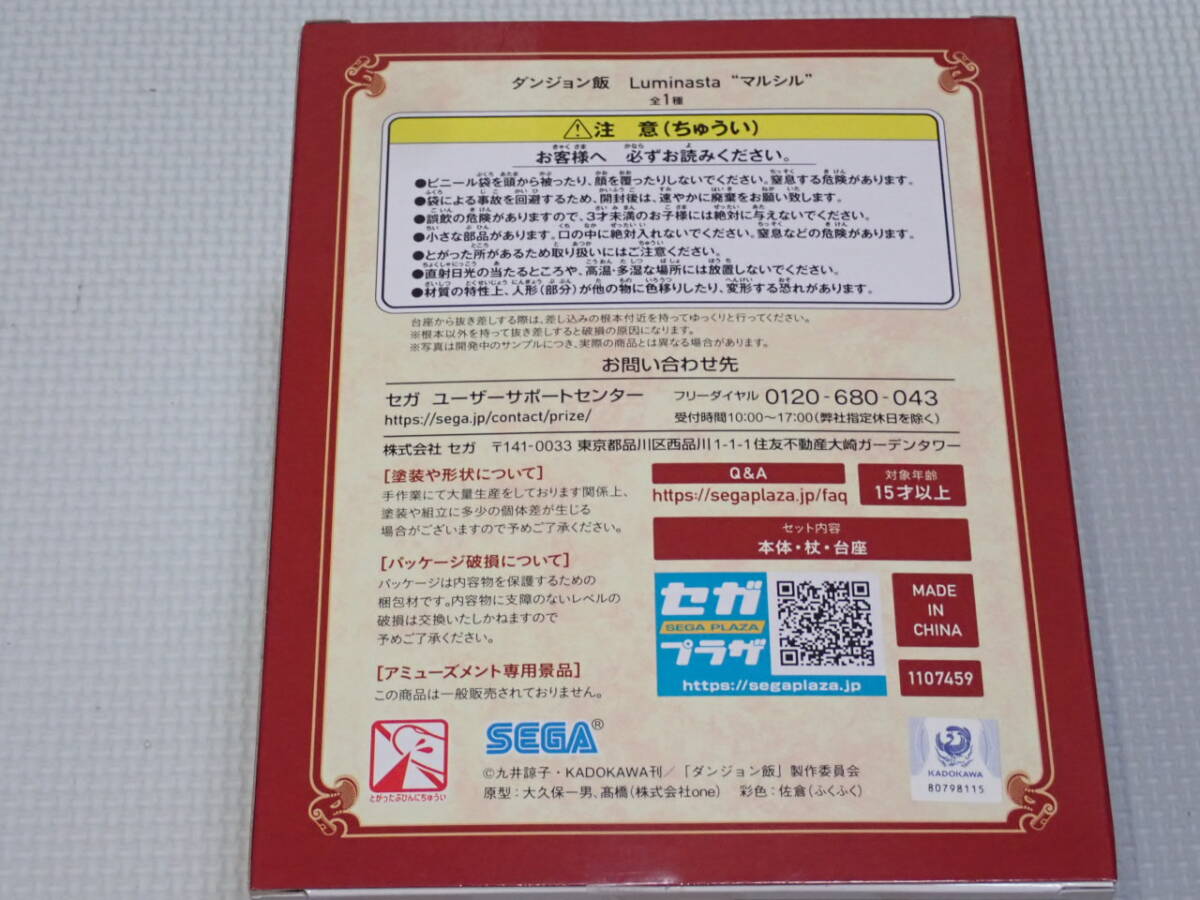 ダンジョン飯 Luminasta “マルシル”
全1種
⚠注 意(ちゅうい)
お客様へ 必ずお読みください。
●ビニール袋を頭から被ったり、顔を覆ったりしないでください。窒息する危険があります。
●袋による事故を回避するため、開封後は、速やかに廃棄をお願い致します。
●誤飲の危険がありますので、3才未満のお子様には絶対に与えないでください。
●小さな部品があります。口の中に絶対入れないでください。窒息などの危険があります。
●とがった所があるため取り扱いにはご注意ください。
●直射日光の当たるところや、高温・多湿な場所には放置しないでください。
●材質の特性上、人形(部分)が他の物に色移りしたり、変形する恐れがあります。
台座から抜き差しする際は、差し込みの根本付近を持ってゆっくりと行ってください。
※根本以外を持って抜き差しすると破損の原因になります。
※写真は開発中のサンプルにつき、実際の商品とは異なる場合があります。
お問い合わせ先
セガ ユーザーサポートセンター
https://sega.jp/contact/prize/
フリーダイヤル 0120-680-043
受付時間10:00〜17:00(弊社指定休日を除く)
株式会社 セガ 〒141-0033 東京都品川区西品川1-1-1住友不動産大崎ガーデンタワー
[塗装や形状について]
手作業にて大量生産をしております関係上、
塗装や組立に多少の個体差が生じる
場合がございますので予めご了承ください。
[パッケージ破損について]
パッケージは内容物を保護するための
梱包材です。内容物に支障のないレベルの
破損は交換いたしかねますので
予めご了承ください。
[アミューズメント専用景品]
この商品は一般販売されておりません。
Q&A
https://segaplaza.jp/faq
対象年齢
15才以上
セット内容
本体・杖・台座
セガ
SEGA PLAZA
プラザ
https://segaplaza.jp
MADE
IN
CHINA
1107459
とがったぶひんにちゅうい
SEGA®
©九井諒子・KADOKAWA刊/「ダンジョン飯」製作委員会
原型:大久保一男、髙橋(株式会社one) 彩色:佐倉(ふくふく)
KADOKAWA
80798115